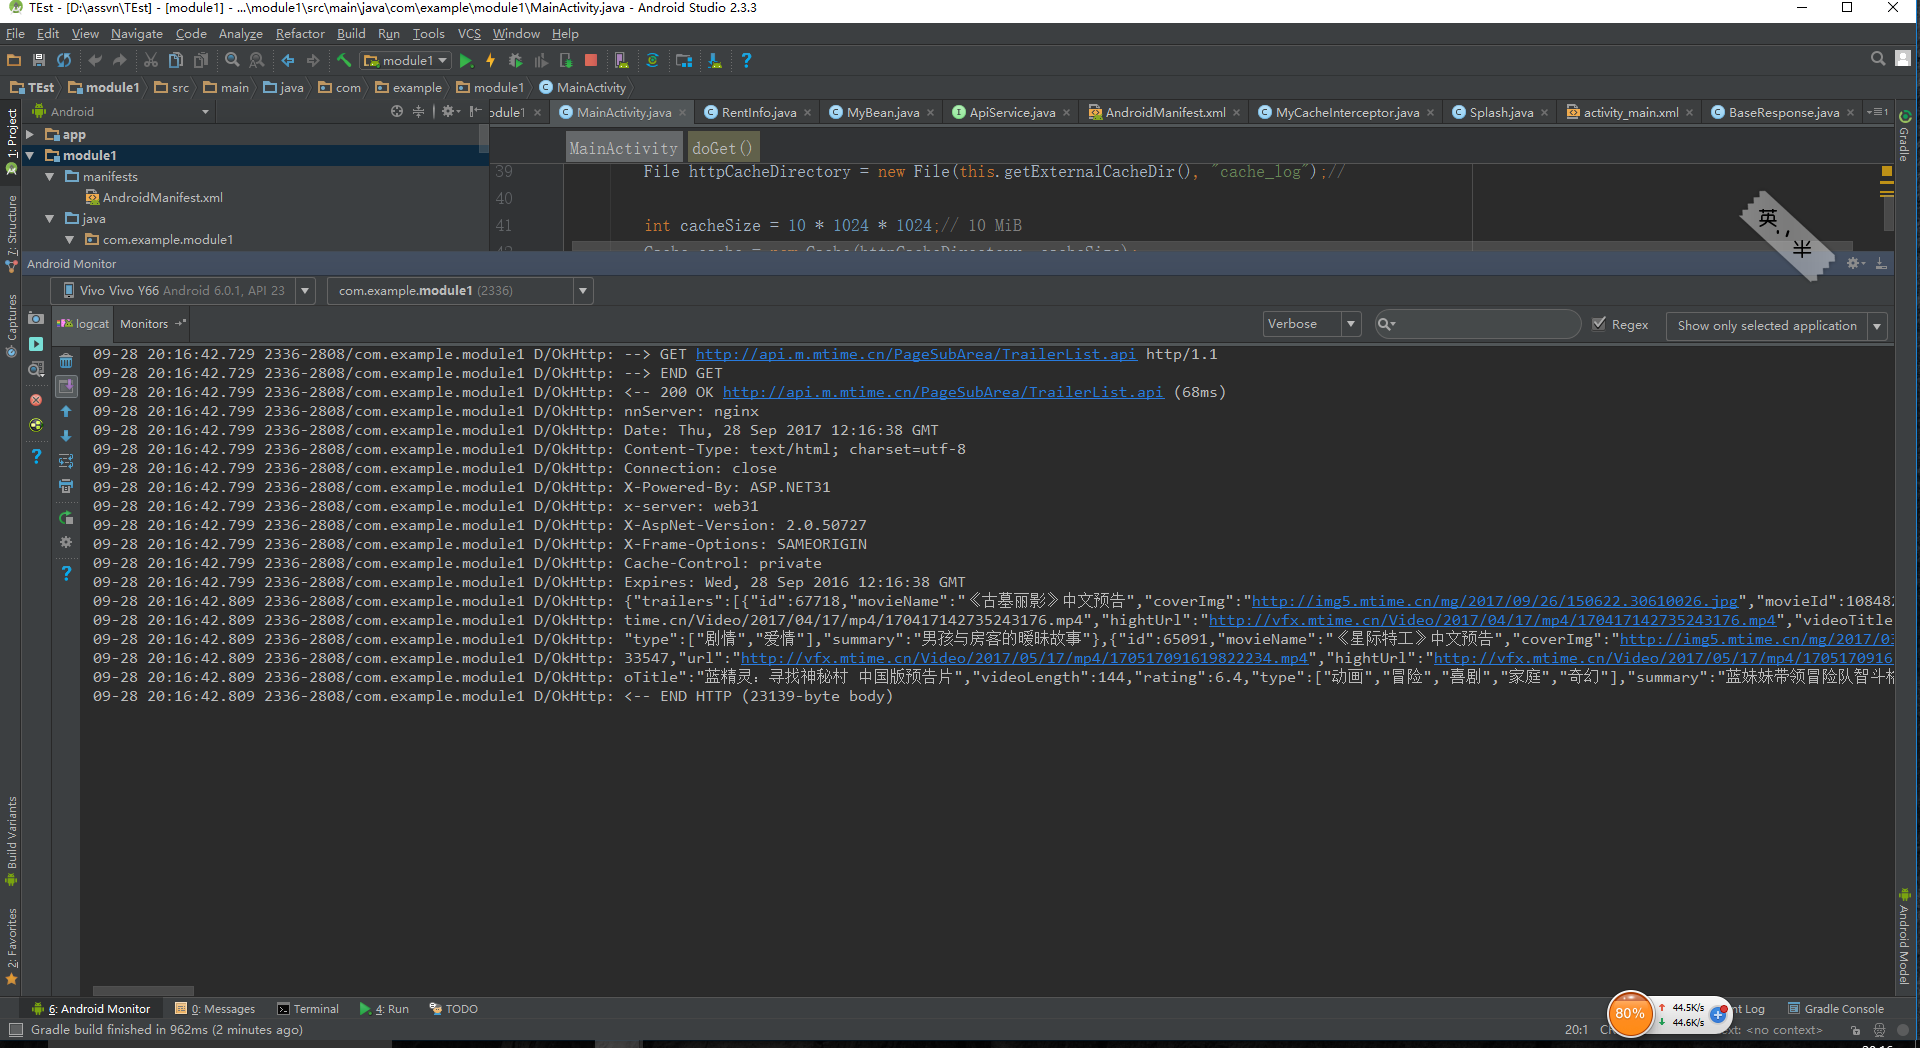 TEst - [D:\assvn\TEst] - [module1] - ...\module1\src\main\java\com\example\module1\MainActivity.java - Android Studio 2.3.3
File Edit View Navigate Code Analyze Refactor Build Run Tools VCS Window Help
module1
TEst module1 src main java com example module1 MainActivity
Android
odule1 MainActivity.java RentInfo.java MyBean.java ApiService.java AndroidManifest.xml MyCacheInterceptor.java Splash.java activity_main.xml BaseResponse.java
app
module1
manifests
AndroidManifest.xml
java
com.example.module1
MainActivity doGet()
39 File httpCacheDirectory = new File(this.getExternalCacheDir(), "cache_log");//
40
41 int cacheSize = 10 * 1024 * 1024;// 10 MiB
Cache cache = new Cache(httpCacheDirectory, cacheSize);
英 半
1: Project
7: Structure
Captures
Build Variants
2: Favorites
Gradle
Android Model
Android Monitor
Vivo Vivo Y66 Android 6.0.1, API 23 com.example.module1 (2336)
logcat Monitors Verbose Regex Show only selected application
09-28 20:16:42.729 2336-2808/com.example.module1 D/OkHttp: --> GET http://api.m.mtime.cn/PageSubArea/TrailerList.api http/1.1
09-28 20:16:42.799 2336-2808/com.example.module1 D/OkHttp: --> END GET
09-28 20:16:42.799 2336-2808/com.example.module1 D/OkHttp: <-- 200 OK http://api.m.mtime.cn/PageSubArea/TrailerList.api (68ms)
09-28 20:16:42.799 2336-2808/com.example.module1 D/OkHttp: nnServer: nginx
09-28 20:16:42.799 2336-2808/com.example.module1 D/OkHttp: Date: Thu, 28 Sep 2017 12:16:38 GMT
09-28 20:16:42.799 2336-2808/com.example.module1 D/OkHttp: Content-Type: text/html; charset=utf-8
09-28 20:16:42.799 2336-2808/com.example.module1 D/OkHttp: Connection: close
09-28 20:16:42.799 2336-2808/com.example.module1 D/OkHttp: X-Powered-By: ASP.NET31
09-28 20:16:42.799 2336-2808/com.example.module1 D/OkHttp: x-server: web31
09-28 20:16:42.799 2336-2808/com.example.module1 D/OkHttp: X-AspNet-Version: 2.0.50727
09-28 20:16:42.799 2336-2808/com.example.module1 D/OkHttp: X-Frame-Options: SAMEORIGIN
09-28 20:16:42.799 2336-2808/com.example.module1 D/OkHttp: Cache-Control: private
09-28 20:16:42.799 2336-2808/com.example.module1 D/OkHttp: Expires: Wed, 28 Sep 2016 12:16:38 GMT
09-28 20:16:42.809 2336-2808/com.example.module1 D/OkHttp: {"trailers":[{"id":67718,"movieName":"《古墓丽影》中文预告","coverImg":"http://img5.mtime.cn/mg/2017/09/26/150622.30610026.jpg","movieId":108482
09-28 20:16:42.809 2336-2808/com.example.module1 D/OkHttp: time.cn/Video/2017/04/17/mp4/170417142735243176.mp4","hightUrl":"http://vfx.mtime.cn/Video/2017/04/17/mp4/170417142735243176.mp4","videoTitle
09-28 20:16:42.809 2336-2808/com.example.module1 D/OkHttp: "type":["剧情","爱情"],"summary":"男孩与房客的暧昧故事"},{"id":65091,"movieName":"《星际特工》中文预告","coverImg":"http://img5.mtime.cn/mg/2017/03
09-28 20:16:42.809 2336-2808/com.example.module1 D/OkHttp: 33547,"url":"http://vfx.mtime.cn/Video/2017/05/17/mp4/170517091619822234.mp4","hightUrl":"http://vfx.mtime.cn/Video/2017/05/17/mp4/1705170916
09-28 20:16:42.809 2336-2808/com.example.module1 D/OkHttp: oTitle":"蓝精灵：寻找神秘村 中国版预告片","videoLength":144,"rating":6.4,"type":["动画","冒险","喜剧","家庭","奇幻"],"summary":"蓝妹妹带领冒险队智斗格
09-28 20:16:42.809 2336-2808/com.example.module1 D/OkHttp: <-- END HTTP (23139-byte body)
6: Android Monitor 0: Messages Terminal 4: Run TODO 80% 44.5K/s 44.6K/s nt Log Gradle Console
Gradle build finished in 962ms (2 minutes ago) 20:1 ext: <no context>